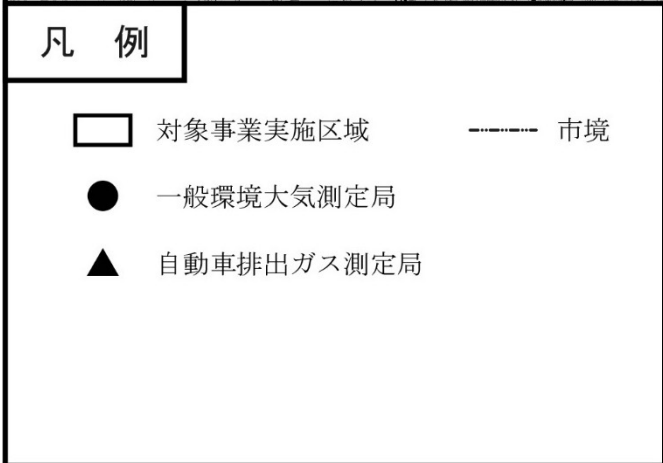 凡 例
対象事業実施区域
市境
一般環境大気測定局
自動車排出ガス測定局